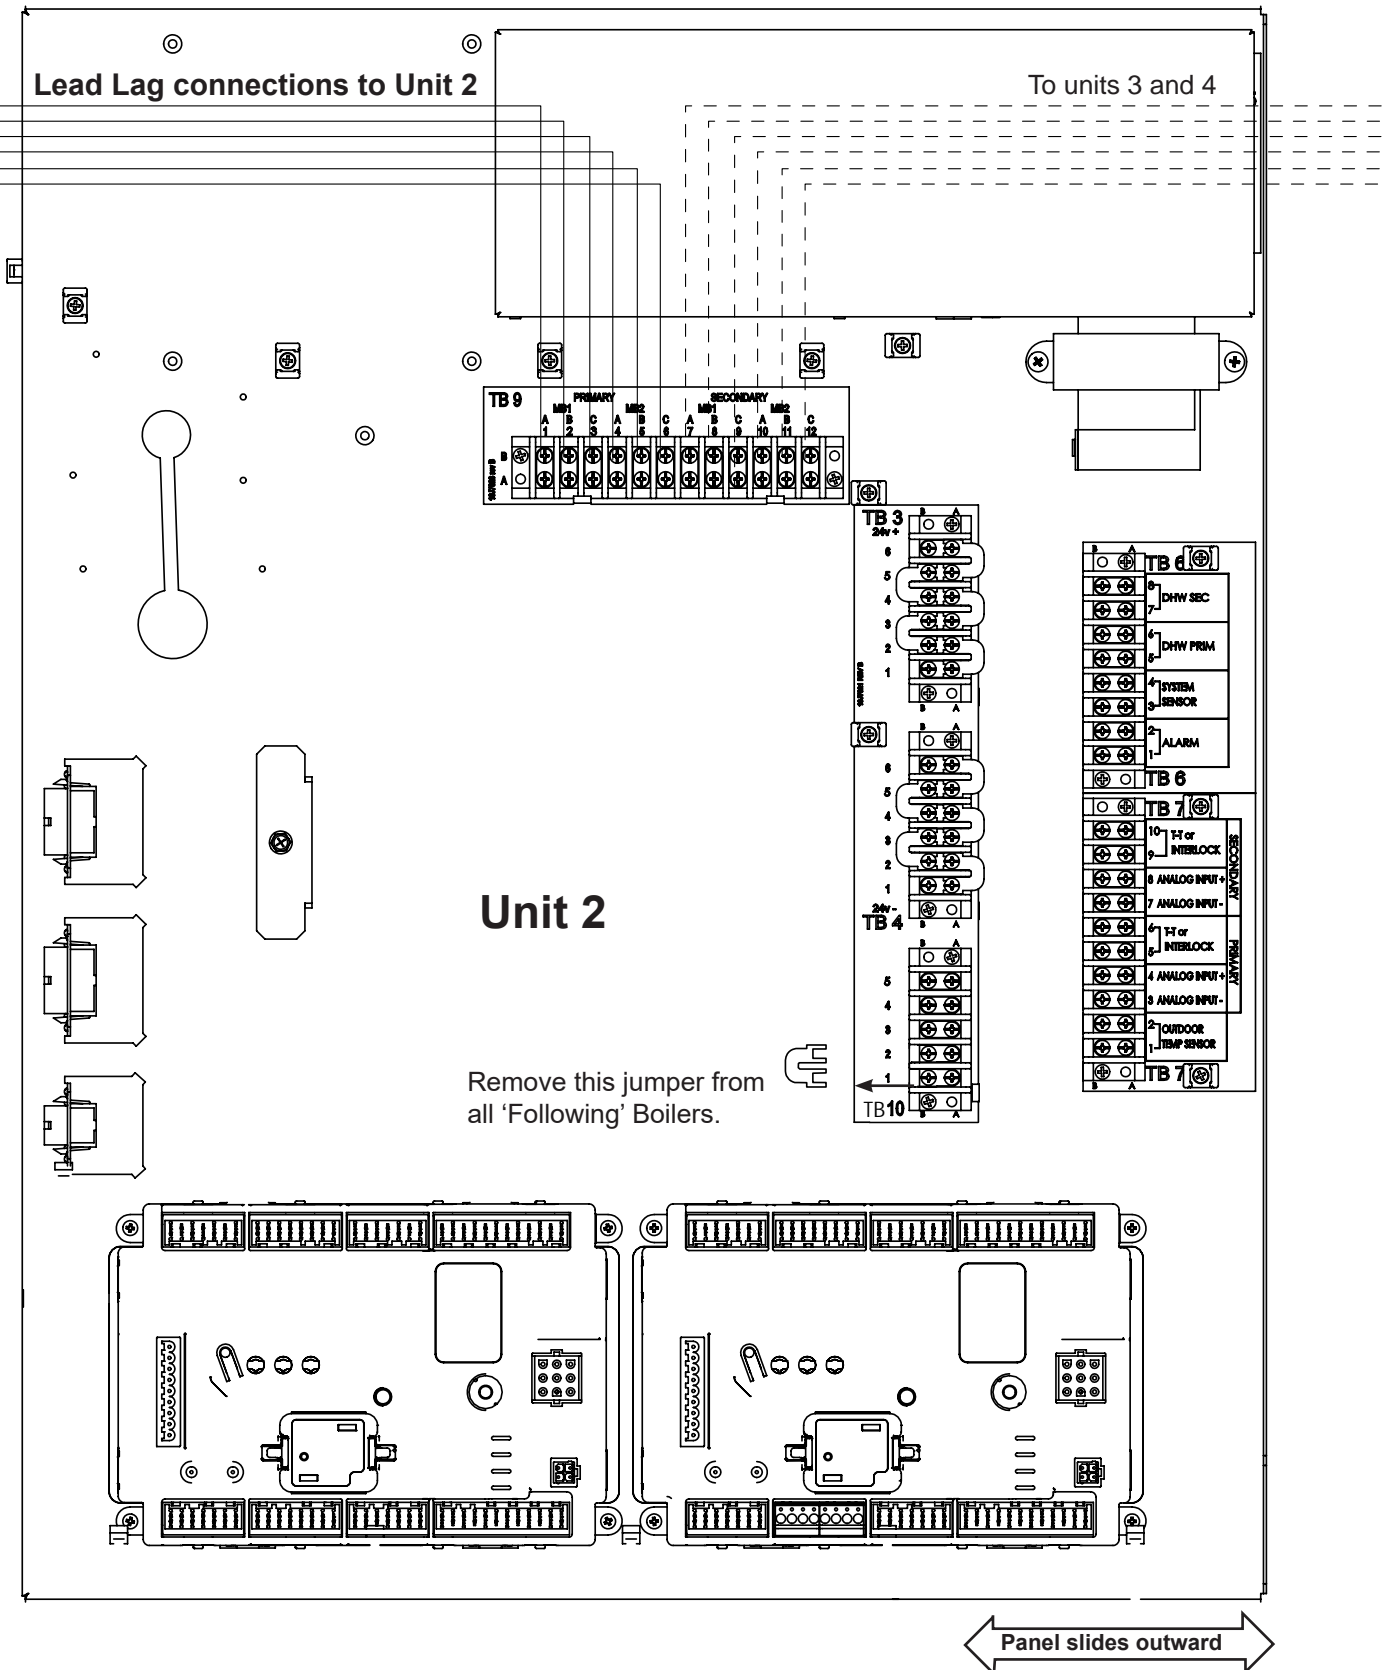 Lead Lag connections to Unit 2
To units 3 and 4
TB 9
PRIMARY
SECONDARY
MB1
MB2
MB1
MB2
A B C A B C A B C A B C
1 2 3 4 5 6 7 8 9 10 11 12
B
A
TB 3
B A
24v +
6
5
4
3
2
1
B A
B A
6
5
4
3
2
1
24v -
TB 4
B A
B A
5
4
3
2
1
TB10
B A
B A
TB 6
8
7
DHW SEC
6
5
DHW PRIM
4
3
SYSTEM
SENSOR
2
1
ALARM
TB 6
TB 7
10
9
T-T or
INTERLOCK
8 ANALOG INPUT +
7 ANALOG INPUT -
SECONDARY
6
5
T-T or
INTERLOCK
4 ANALOG INPUT +
3 ANALOG INPUT -
PRIMARY
2
1
OUTDOOR
TEMP SENSOR
TB 7
B A
Unit 2
Remove this jumper from
all ‘Following’ Boilers.
Panel slides outward